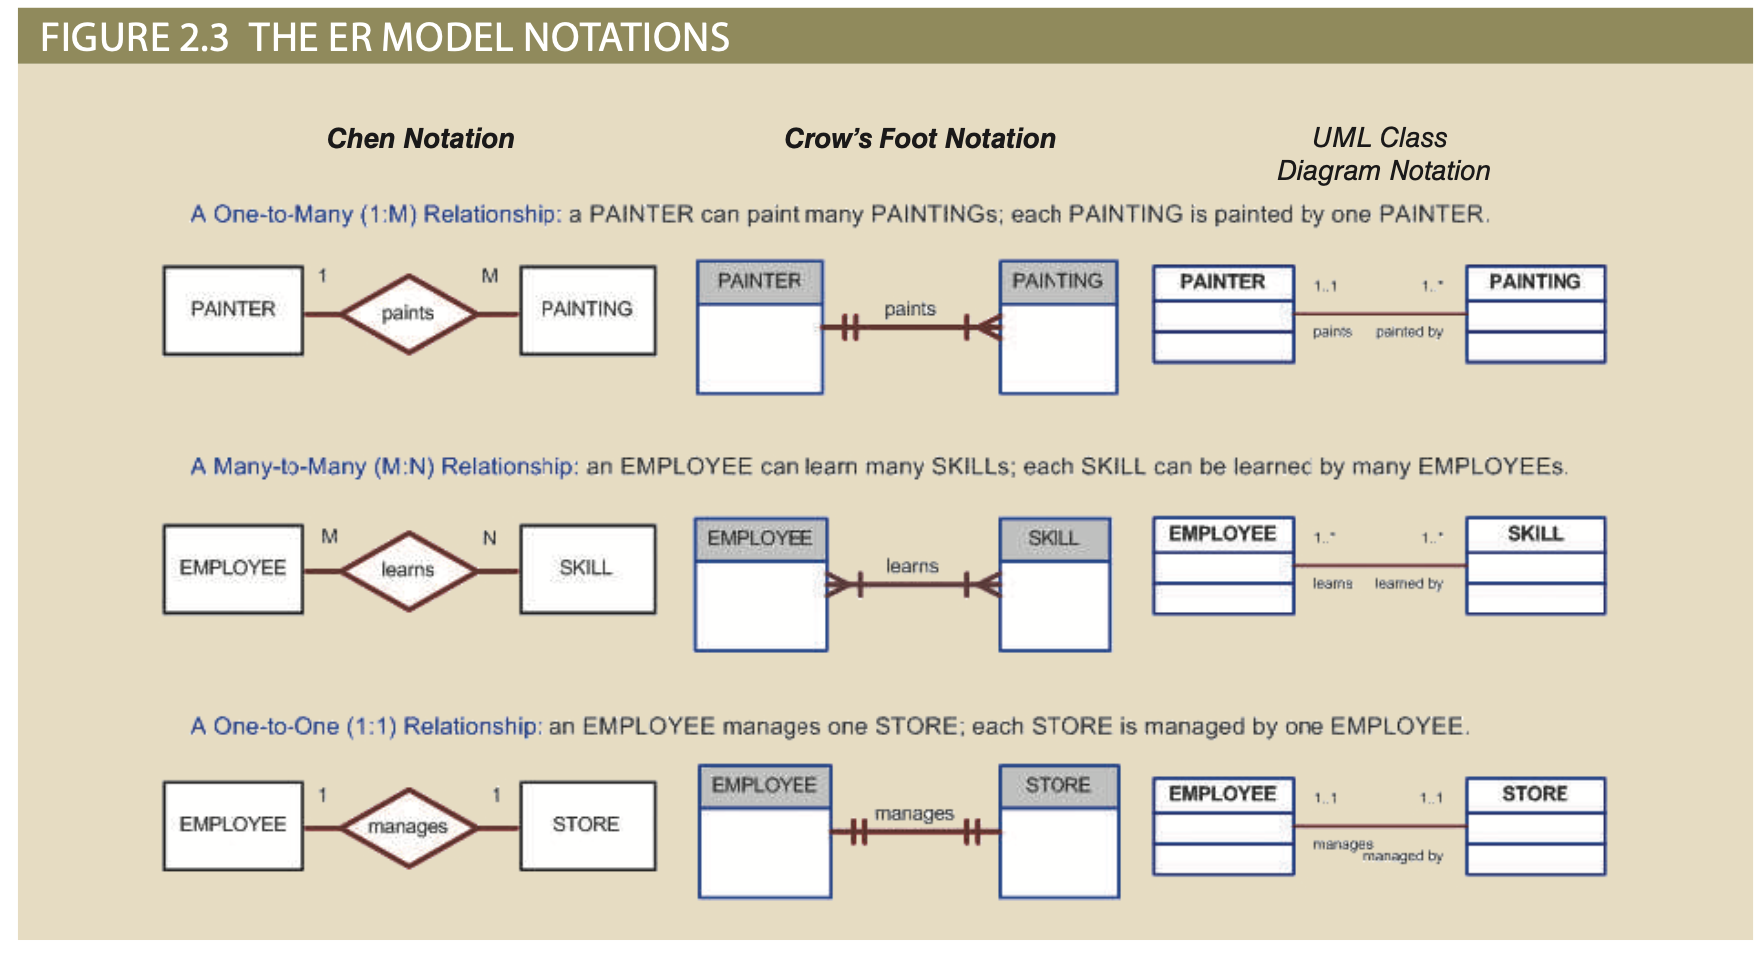 FIGURE 2.3 THE ER MODEL NOTATIONS
Chen Notation
Crow's Foot Notation
UML Class
Diagram Notation
A One-to-Many (1:M) Relationship: a PAINTER can paint many PAINTINGs; each PAINTING is painted by one PAINTER.
PAINTER
1
paints
M
PAINTING
PAINTER
paints
PAINTING
PAINTER
1..1
1..*
paints
painted by
PAINTING
A Many-to-Many (M:N) Relationship: an EMPLOYEE can learn many SKILLs; each SKILL can be learned by many EMPLOYEEs.
EMPLOYEE
M
learns
N
SKILL
EMPLOYEE
learns
SKILL
EMPLOYEE
1..*
1..*
learns
learned by
SKILL
A One-to-One (1:1) Relationship: an EMPLOYEE manages one STORE; each STORE is managed by one EMPLOYEE.
EMPLOYEE
1
manages
1
STORE
EMPLOYEE
manages
STORE
EMPLOYEE
1..1
1..1
manages
managed by
STORE